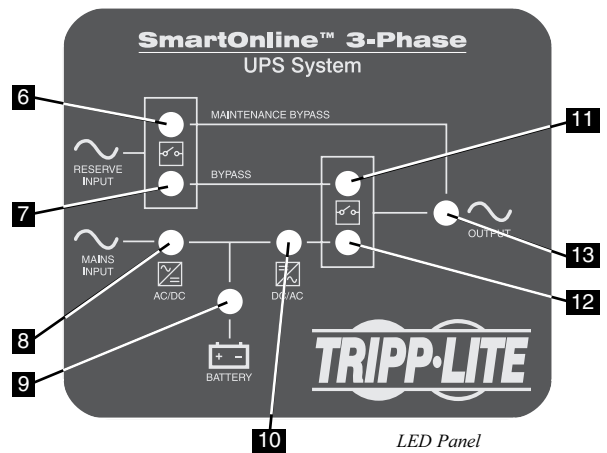 SmartOnline™ 3-Phase
UPS System
6
MAINTENANCE BYPASS
11
RESERVE
INPUT
7
BYPASS
OUTPUT
13
MAINS
INPUT
AC/DC
DC/AC
12
8
9
BATTERY
+ -
10
TRIPP·LITE
LED Panel